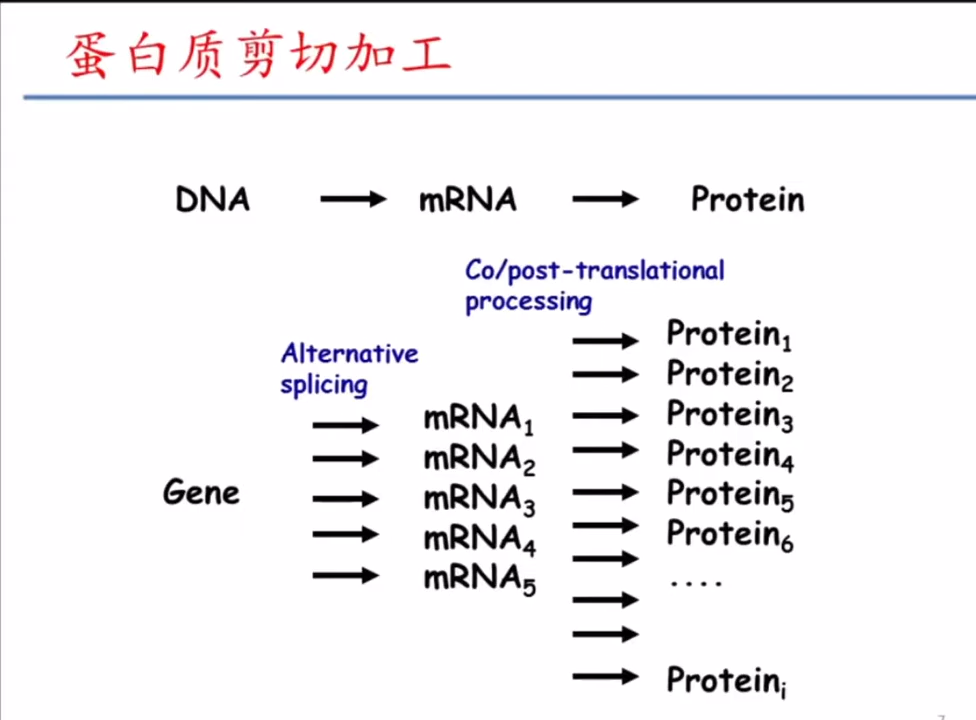 蛋白质剪切加工
DNA → mRNA → Protein
Co/post-translational
processing
Alternative
splicing
Gene
mRNA₁
mRNA₂
mRNA₃
mRNA₄
mRNA₅
Protein₁
Protein₂
Protein₃
Protein₄
Protein₅
Protein₆
....
Proteinᵢ